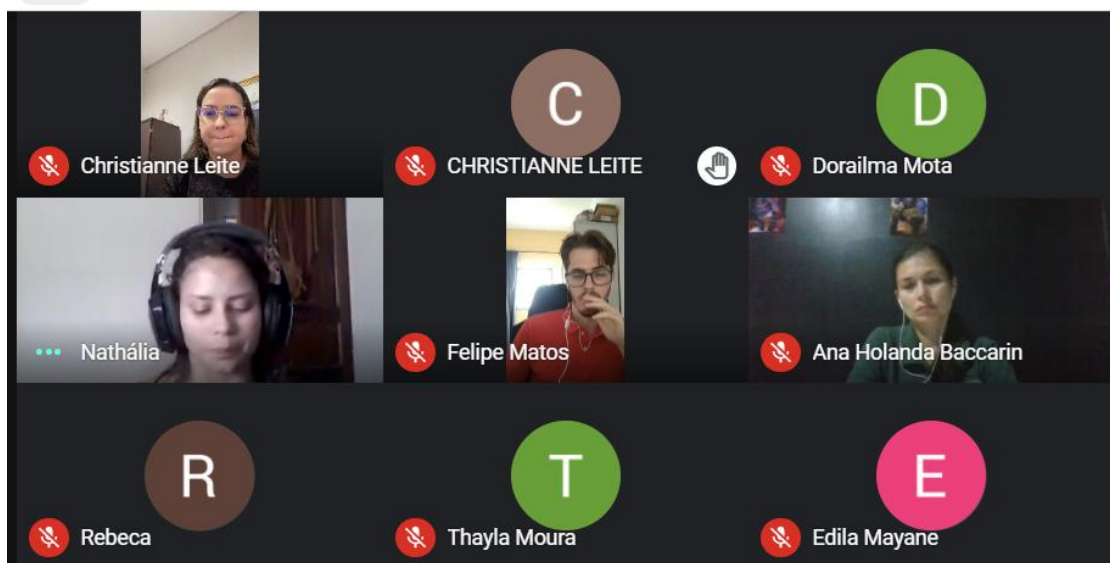 Christianne Leite
C
CHRISTIANNE LEITE
D
Dorailma Mota
Nathália
Felipe Matos
Ana Holanda Baccarin
R
Rebeca
T
Thayla Moura
E
Edila Mayane